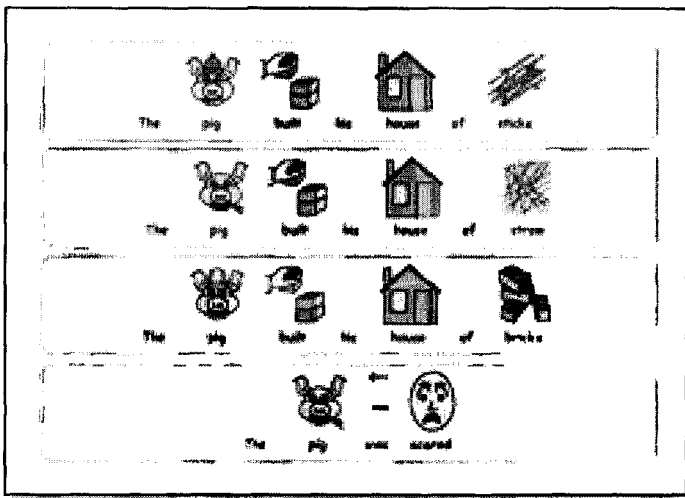 The pig built his house of sticks
The pig built his house of straw
The pig built his house of bricks
The pig was scared